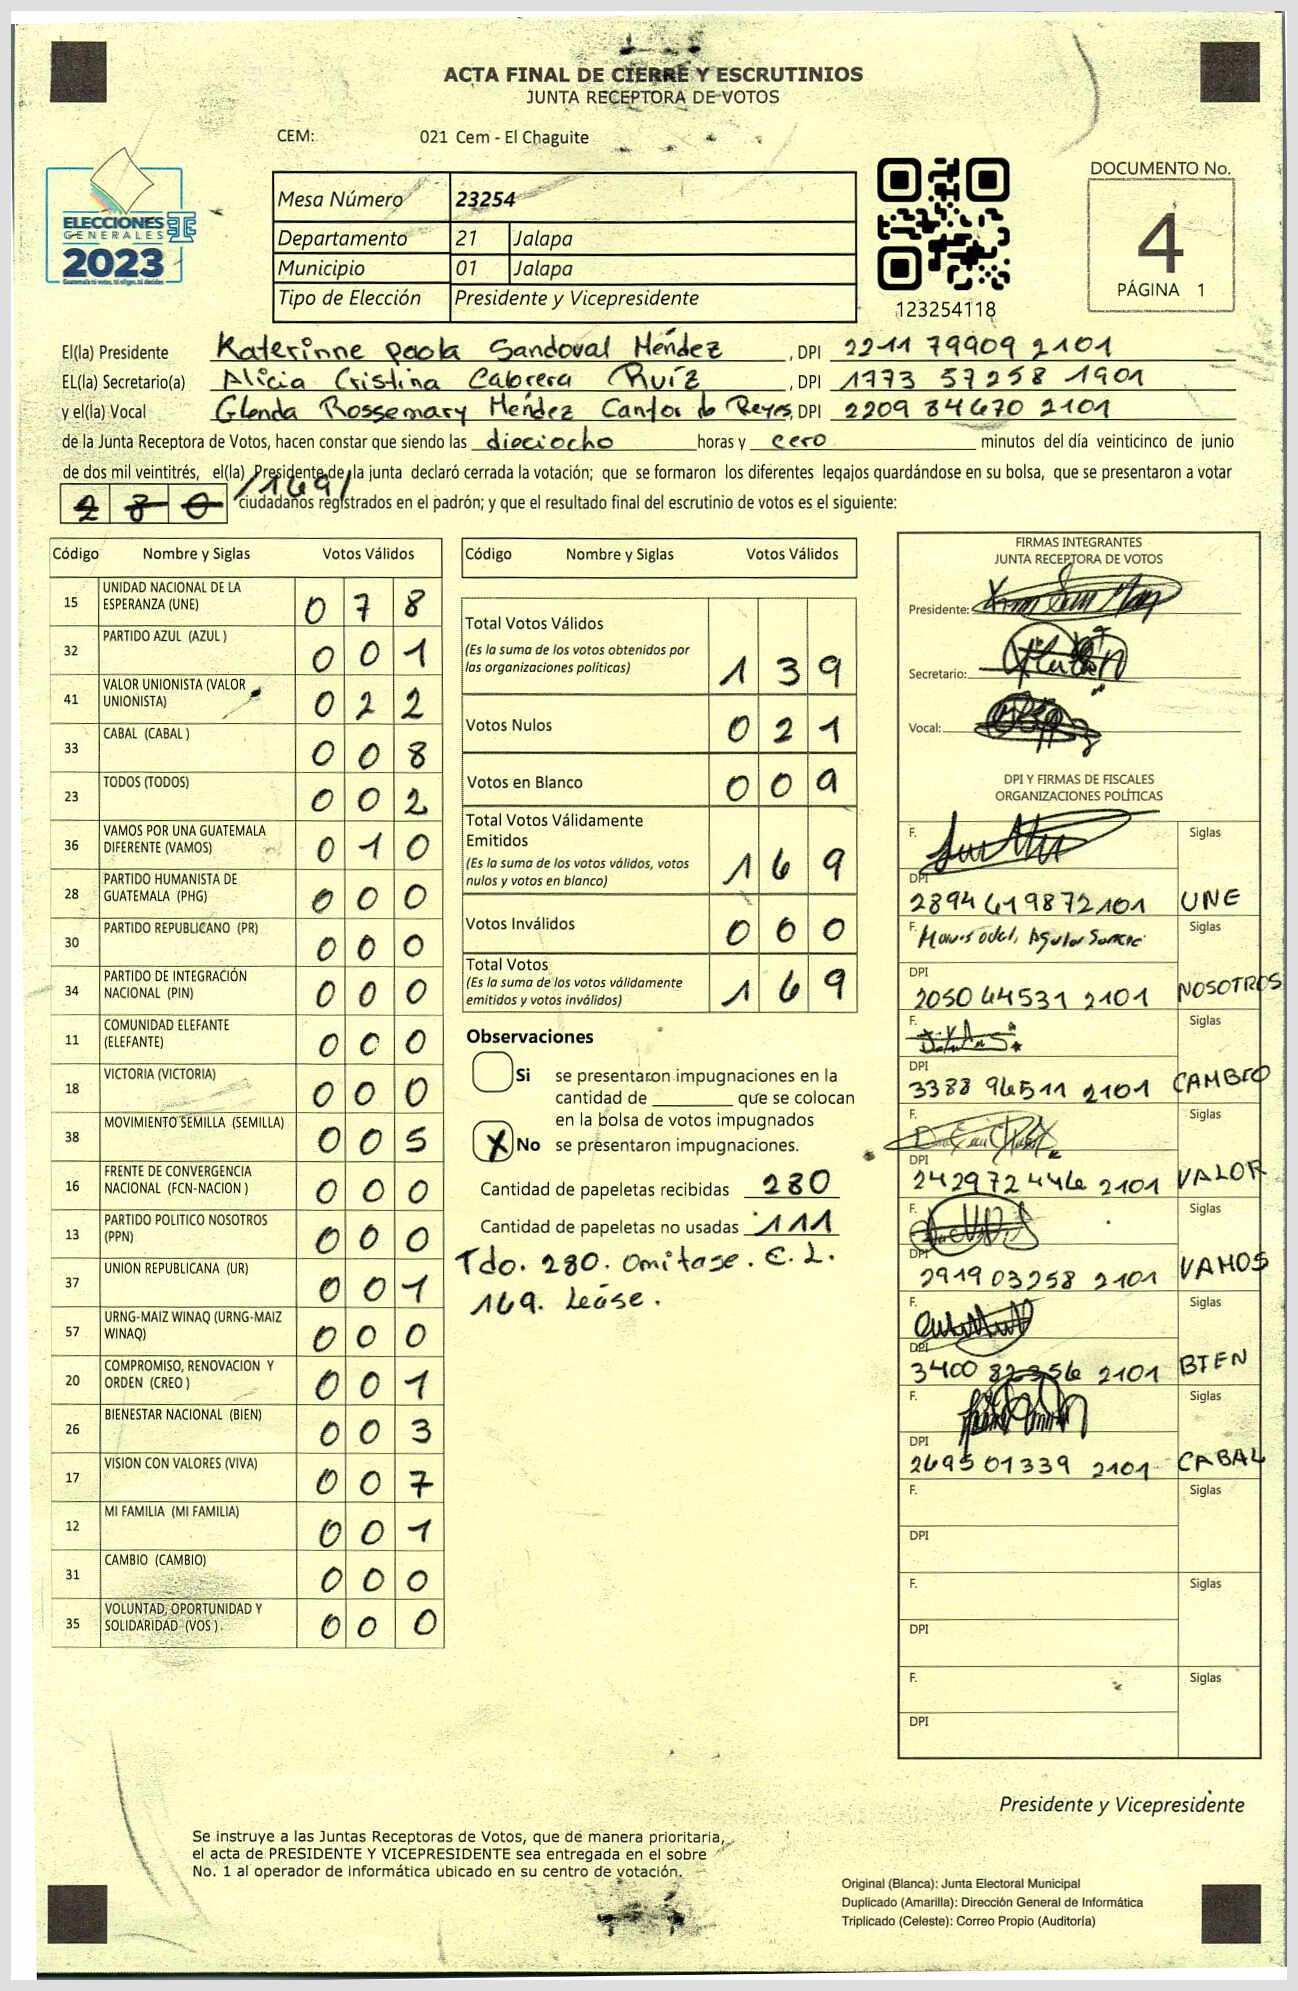 ACTA FINAL DE CIERRE Y ESCRUTINIOS
JUNTA RECEPTORA DE VOTOS
CEM: 021 Cem - El Chaguite
ELECCIONES
GENERALES
2023
Guatemala tú votas, tú eliges, tú decides
Mesa Número 23254
Departamento 21 Jalapa
Municipio 01 Jalapa
Tipo de Elección Presidente y Vicepresidente
123254118
DOCUMENTO No.
4
PÁGINA 1
El(la) Presidente Katerinne paola Sandoval Méndez, DPI 2211 79909 2101
EL(la) Secretario(a) Alicia Cristina Cabrera Ruíz, DPI 1773 57258 1901
y el(la) Vocal Glenda Rossemary Méndez Cantor de Reyes, DPI 2209 84670 2101
de la Junta Receptora de Votos, hacen constar que siendo las dieciocho horas y cero minutos del día veinticinco de junio
de dos mil veintitrés, el(la) Presidente de la junta declaró cerrada la votación; que se formaron los diferentes legajos guardándose en su bolsa, que se presentaron a votar
280 /169/ ciudadanos registrados en el padrón; y que el resultado final del escrutinio de votos es el siguiente:
Código Nombre y Siglas Votos Válidos
15 UNIDAD NACIONAL DE LA ESPERANZA (UNE) 0 7 8
32 PARTIDO AZUL (AZUL ) 0 0 1
41 VALOR UNIONISTA (VALOR UNIONISTA) 0 2 2
33 CABAL (CABAL ) 0 0 8
23 TODOS (TODOS) 0 0 2
36 VAMOS POR UNA GUATEMALA DIFERENTE (VAMOS) 0 1 0
28 PARTIDO HUMANISTA DE GUATEMALA (PHG) 0 0 0
30 PARTIDO REPUBLICANO (PR) 0 0 0
34 PARTIDO DE INTEGRACIÓN NACIONAL (PIN) 0 0 0
11 COMUNIDAD ELEFANTE (ELEFANTE) 0 0 0
18 VICTORIA (VICTORIA) 0 0 0
38 MOVIMIENTO SEMILLA (SEMILLA) 0 0 5
16 FRENTE DE CONVERGENCIA NACIONAL (FCN-NACION ) 0 0 0
13 PARTIDO POLITICO NOSOTROS (PPN) 0 0 0
37 UNION REPUBLICANA (UR) 0 0 1
57 URNG-MAIZ WINAQ (URNG-MAIZ WINAQ) 0 0 0
20 COMPROMISO, RENOVACION Y ORDEN (CREO ) 0 0 1
26 BIENESTAR NACIONAL (BIEN) 0 0 3
17 VISION CON VALORES (VIVA) 0 0 7
12 MI FAMILIA (MI FAMILIA) 0 0 1
31 CAMBIO (CAMBIO) 0 0 0
35 VOLUNTAD, OPORTUNIDAD Y SOLIDARIDAD (VOS ) 0 0 0
Código Nombre y Siglas Votos Válidos
Total Votos Válidos 1 3 9
(Es la suma de los votos obtenidos por
las organizaciones políticas)
Votos Nulos 0 2 1
Votos en Blanco 0 0 9
Total Votos Válidamente
Emitidos 1 6 9
(Es la suma de los votos válidos, votos
nulos y votos en blanco)
Votos Inválidos 0 0 0
Total Votos 1 6 9
(Es la suma de los votos válidamente
emitidos y votos inválidos)
Observaciones
Si se presentaron impugnaciones en la
cantidad de ________ que se colocan
en la bolsa de votos impugnados
X No se presentaron impugnaciones.
Cantidad de papeletas recibidas 280
Cantidad de papeletas no usadas 111
Tdo. 280. Omitase. E. L.
169. Léase.
FIRMAS INTEGRANTES
JUNTA RECEPTORA DE VOTOS
Presidente:
Secretario:
Vocal:
DPI Y FIRMAS DE FISCALES
ORGANIZACIONES POLÍTICAS
F. Siglas
DPI
2894 61987 2101 UNE
F. Siglas
DPI
2050 64531 2101 NOSOTROS
F. Siglas
DPI
3388 96511 2101 CAMBIO
F. Siglas
DPI
2429 72446 2101 VALOR
F. Siglas
DPI
2919 03258 2101 VAMOS
F. Siglas
DPI
3400 82356 2101 BIEN
F. Siglas
DPI
2695 01339 2101 CABAL
F. Siglas
DPI
F. Siglas
DPI
F. Siglas
DPI
Presidente y Vicepresidente
Se instruye a las Juntas Receptoras de Votos, que de manera prioritaria,
el acta de PRESIDENTE Y VICEPRESIDENTE sea entregada en el sobre
No. 1 al operador de informática ubicado en su centro de votación.
Original (Blanca): Junta Electoral Municipal
Duplicado (Amarilla): Dirección General de Informática
Triplicado (Celeste): Correo Propio (Auditoría)